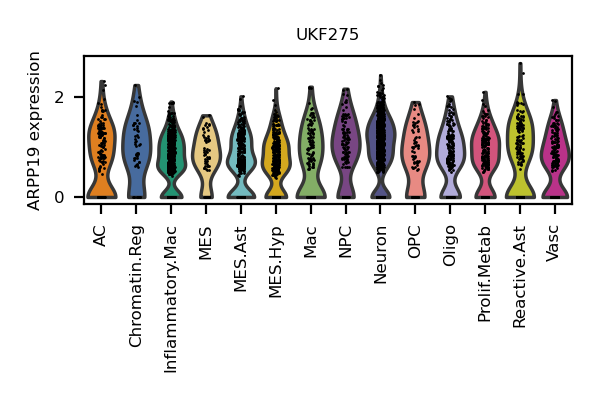 UKF275
ARPP19 expression
2
0
AC
Chromatin.Reg
Inflammatory.Mac
MES
MES.Ast
MES.Hyp
Mac
NPC
Neuron
OPC
Oligo
Prolif.Metab
Reactive.Ast
Vasc